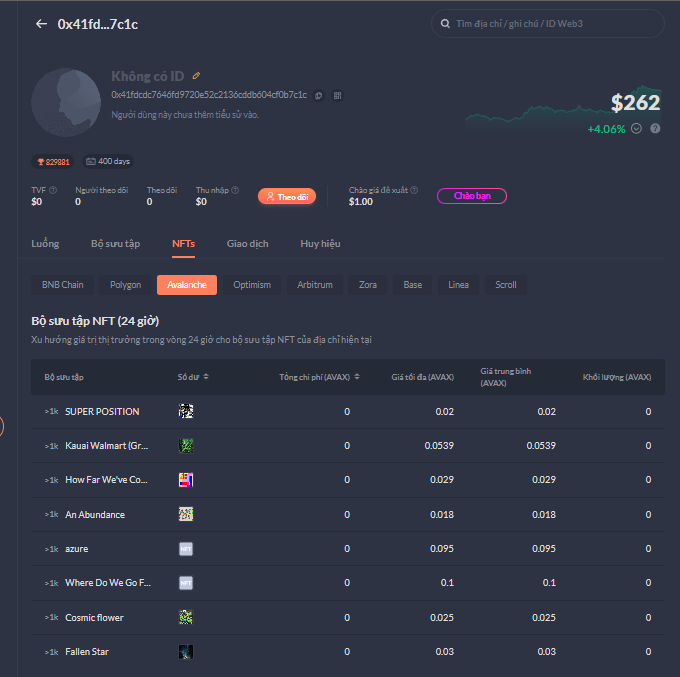 0x41fd...7c1c
Tìm địa chỉ / ghi chú / ID Web3
Không có ID
0x41fdcdc7646fd9720e52c2136cddb604cf0b7c1c
Người dùng này chưa thêm tiểu sử vào.
$262
+4.06%
829881
400 days
TVF Người theo dõi Theo dõi Thu nhập Theo dõi Chào giá đề xuất Chào bạn
$0 0 0 $0 $1.00
Luồng Bộ sưu tập NFTs Giao dịch Huy hiệu
BNB Chain Polygon Avalanche Optimism Arbitrum Zora Base Linea Scroll
Bộ sưu tập NFT (24 giờ)
Xu hướng giá trị thị trường trong vòng 24 giờ cho bộ sưu tập NFT của địa chỉ hiện tại
Bộ sưu tập Số dư Tổng chi phí (AVAX) Giá tối đa (AVAX) Giá trung bình (AVAX) Khối lượng (AVAX)
>1k SUPER POSITION 0 0.02 0.02 0
>1k Kauai Walmart (Gr... 0 0.0539 0.0539 0
>1k How Far We've Co... 0 0.029 0.029 0
>1k An Abundance 0 0.018 0.018 0
>1k azure NFT 0 0.095 0.095 0
>1k Where Do We Go F... NFT 0 0.1 0.1 0
>1k Cosmic flower 0 0.025 0.025 0
>1k Fallen Star 0 0.03 0.03 0